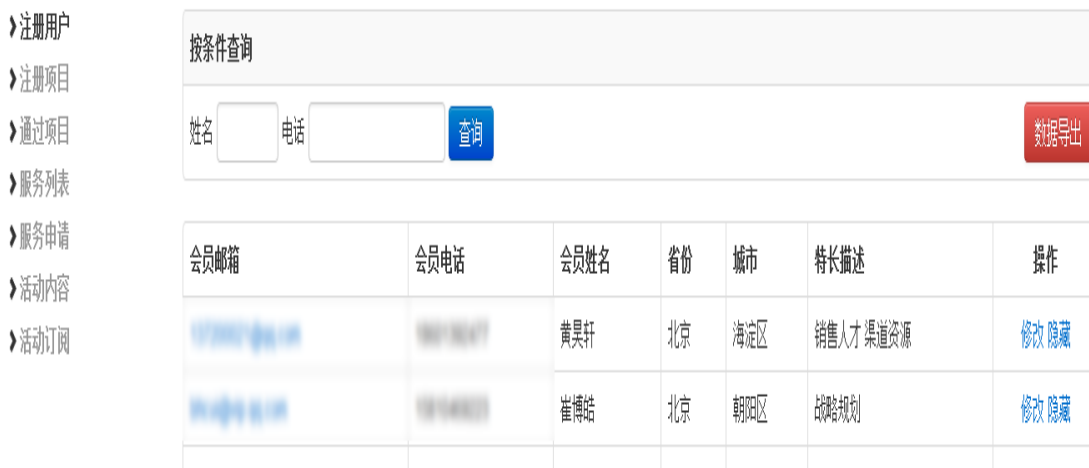 注册用户
注册项目
通过项目
服务列表
服务申请
活动内容
活动订阅
按条件查询
姓名 电话 查询 数据导出
会员邮箱 会员电话 会员姓名 省份 城市 特长描述 操作
黄昊轩 北京 海淀区 销售人才 渠道资源 修改 隐藏
崔博皓 北京 朝阳区 战略规划 修改 隐藏